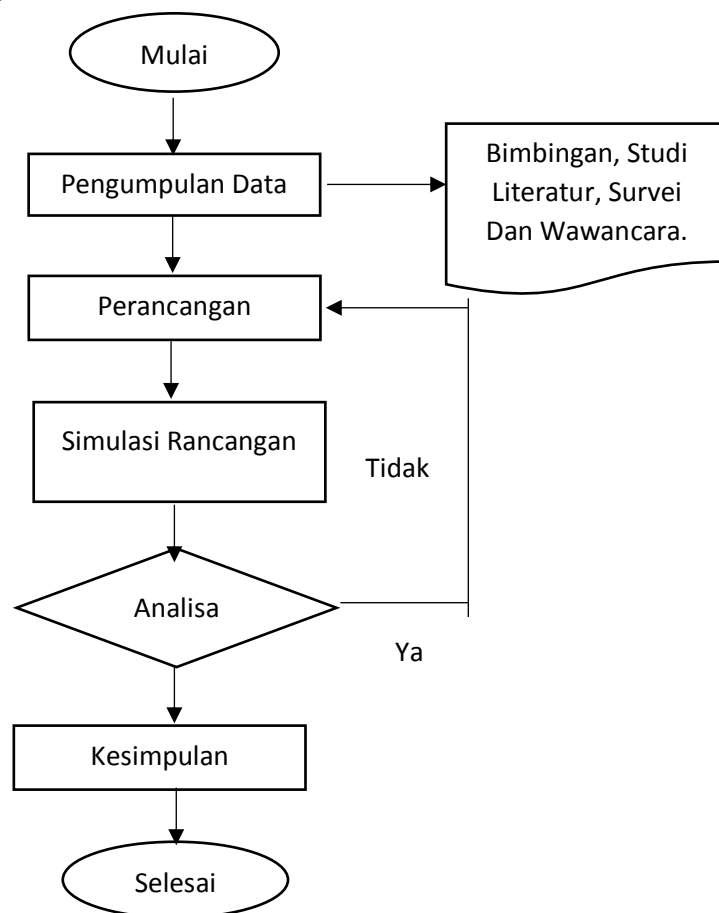 Mulai
Pengumpulan Data
Bimbingan, Studi
Literatur, Survei
Dan Wawancara.
Perancangan
Simulasi Rancangan
Tidak
Analisa
Ya
Kesimpulan
Selesai